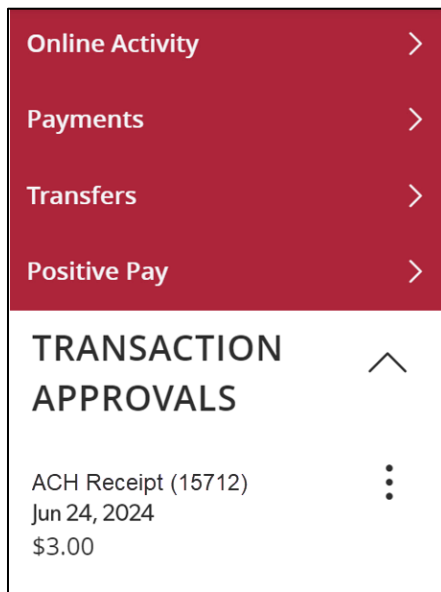 Online Activity
Payments
Transfers
Positive Pay
TRANSACTION
APPROVALS
ACH Receipt (15712)
Jun 24, 2024
$3.00